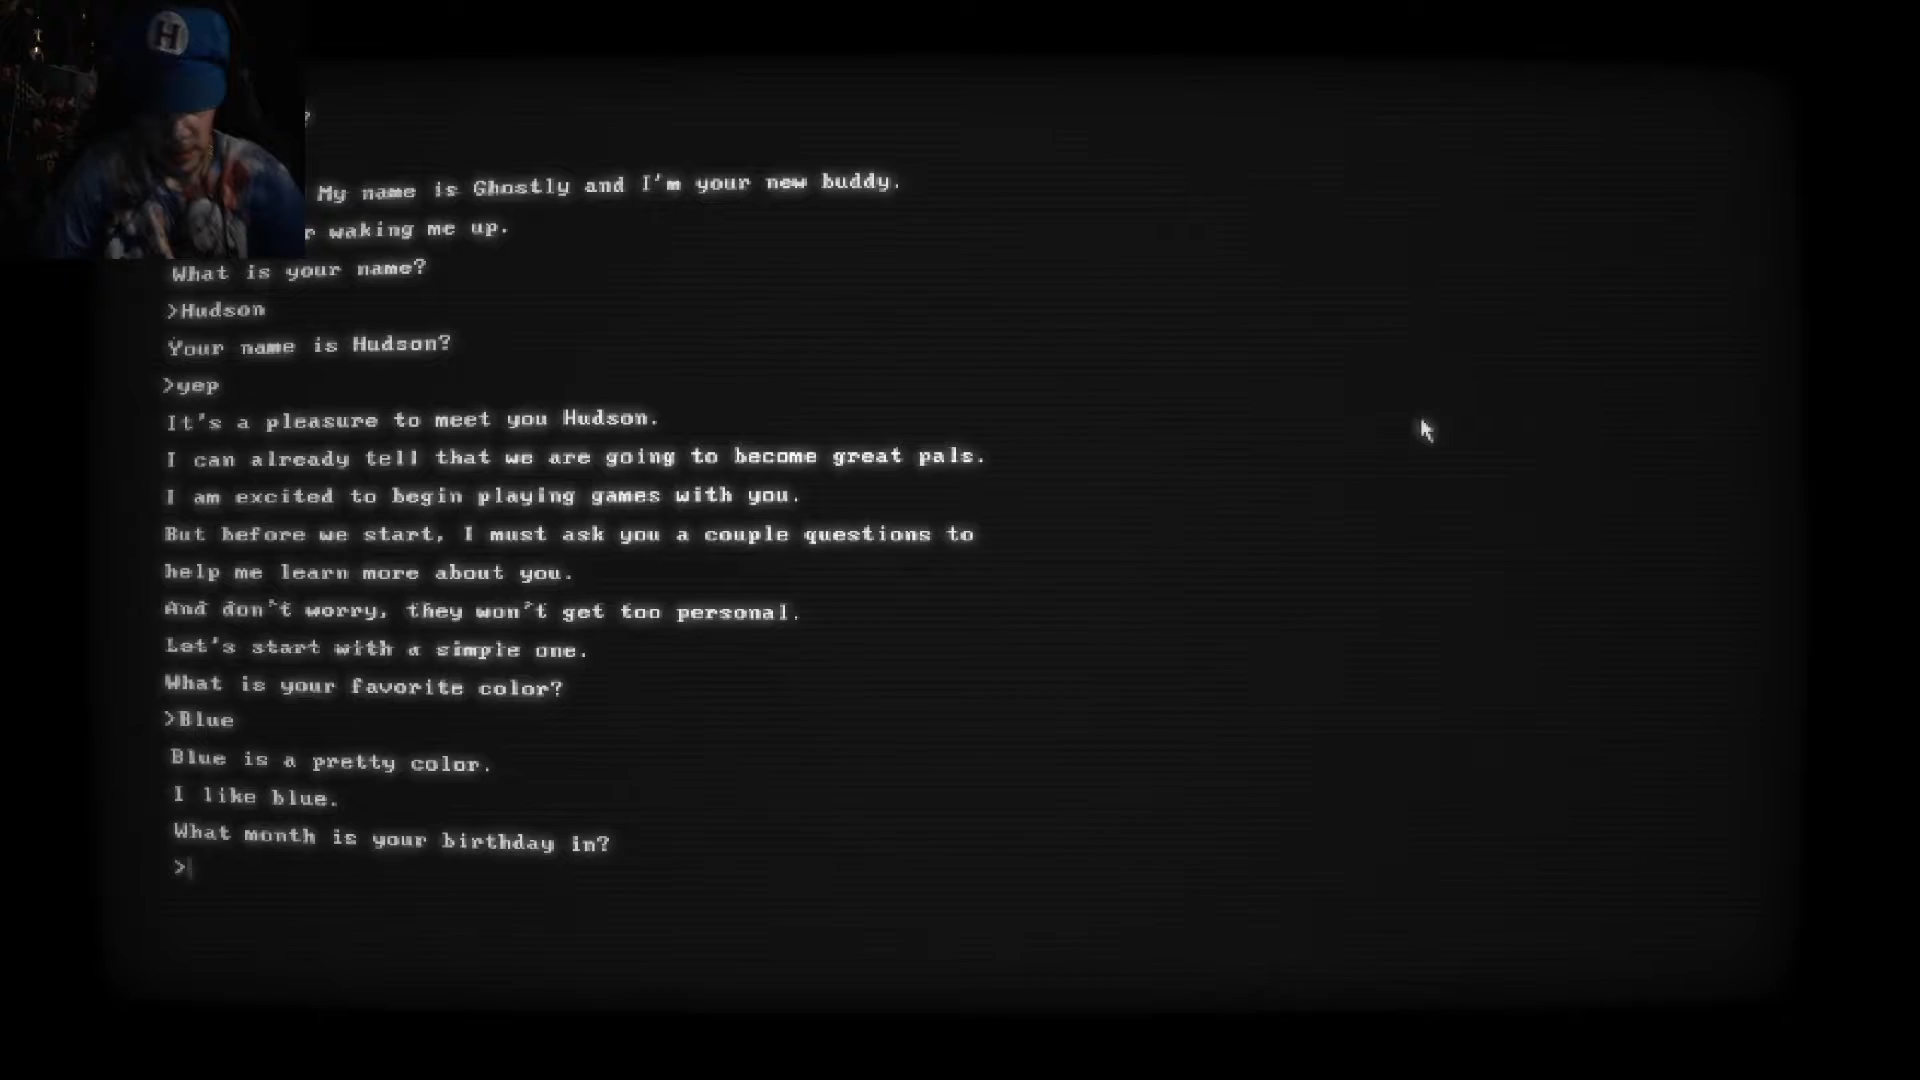 H
?
My name is Ghostly and I'm your new buddy.
waking me up.
What is your name?
>Hudson
Your name is Hudson?
>yep
It's a pleasure to meet you Hudson.
I can already tell that we are going to become great pals.
I am excited to begin playing games with you.
But before we start, I must ask you a couple questions to
help me learn more about you.
And don't worry, they won't get too personal.
Let's start with a simple one.
What is your favorite color?
>Blue
Blue is a pretty color.
I like blue.
What month is your birthday in?
>